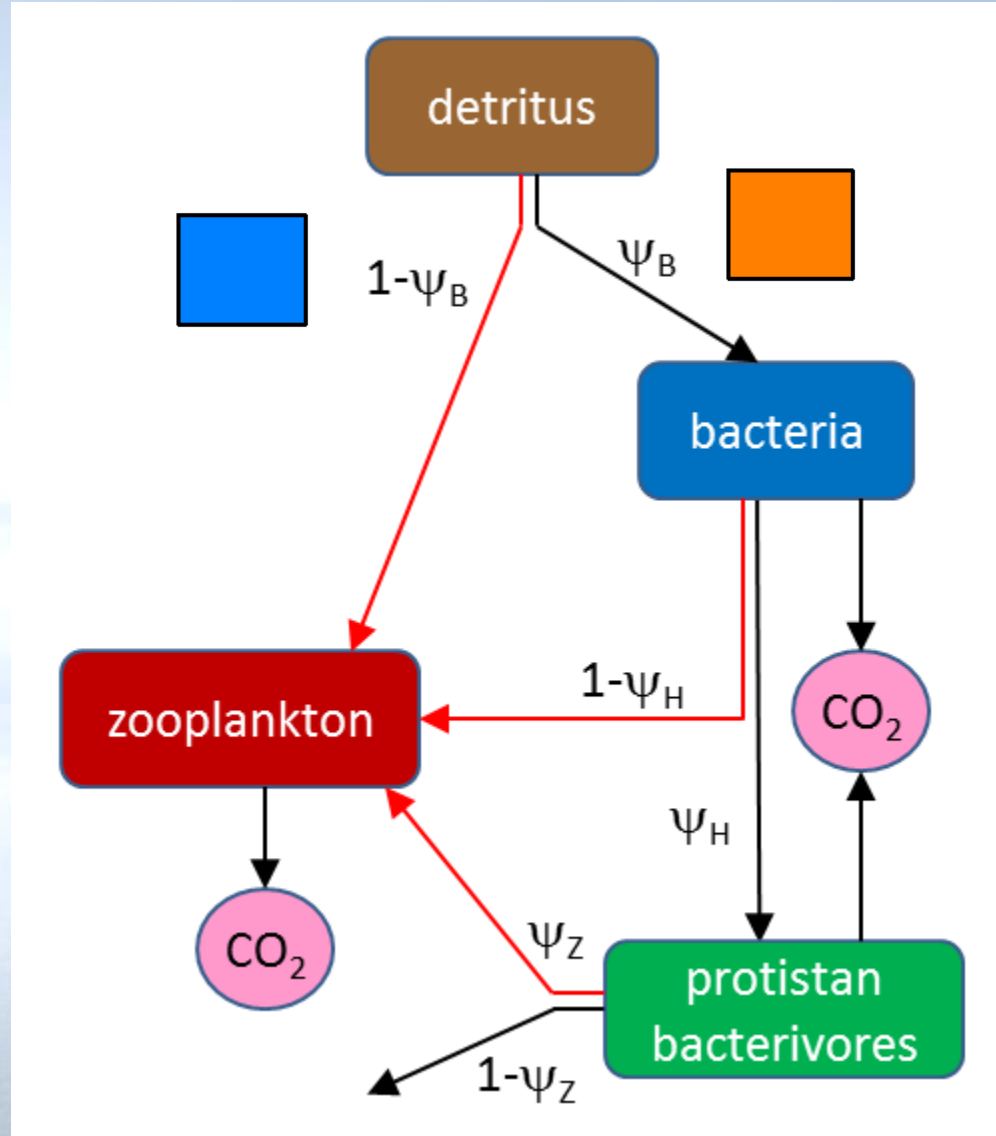 detritus
ψB
1-ψB
bacteria
1-ψH
zooplankton
CO2
ψH
ψZ
CO2
protistan
bacterivores
1-ψZ